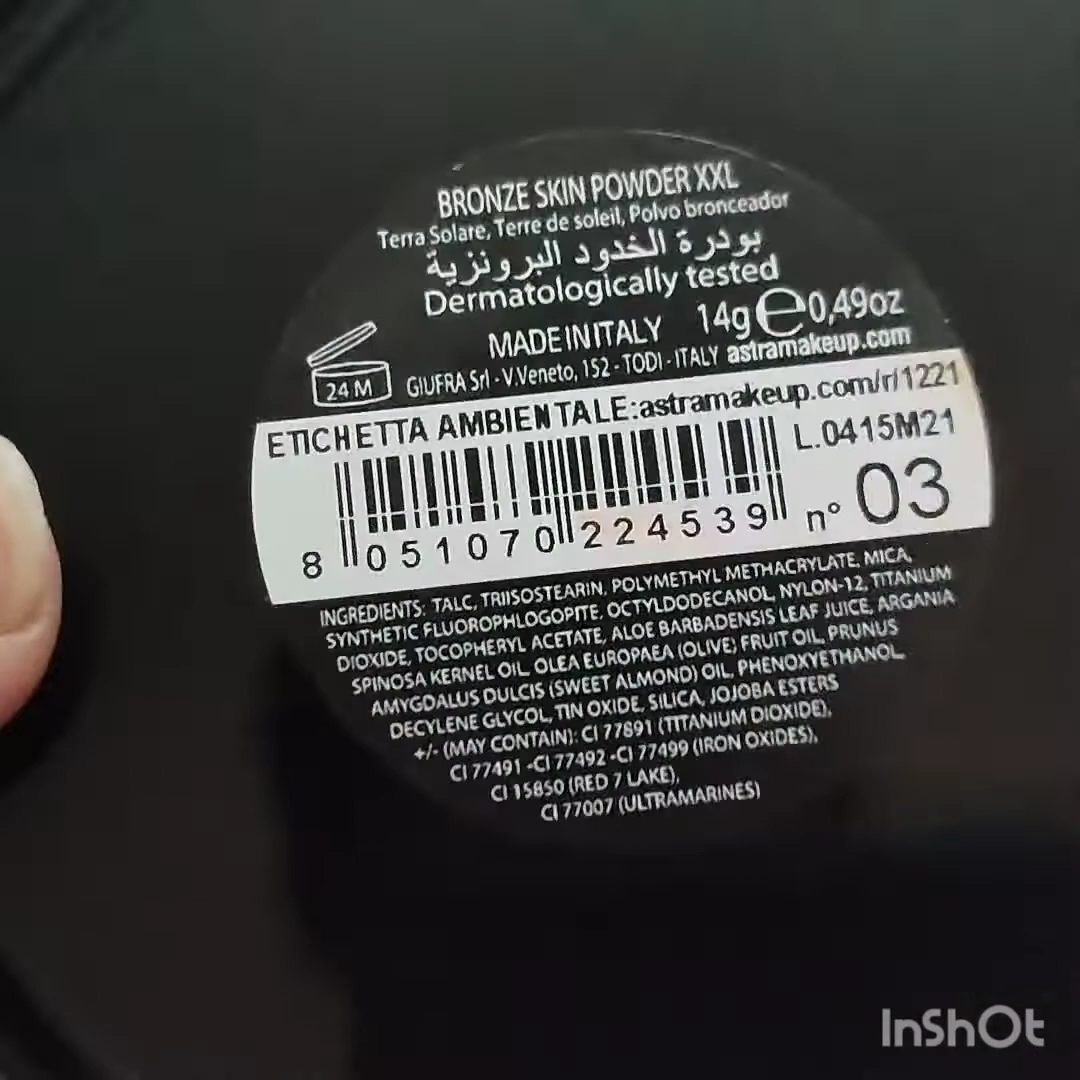 BRONZE SKIN POWDER XXL
Terra Solare, Terre de soleil, Polvo bronceador
بودرة الخدود البرونزية
Dermatologically tested
MADE IN ITALY 14g e 0,49oz
24 M GIUFRA Srl - V.Veneto, 152 - TODI - ITALY astramakeup.com
ETICHETTA AMBIENTALE:astramakeup.com/r/1221
L.0415M21
8 051070 224539 n° 03
INGREDIENTS: TALC, TRIISOSTEARIN, POLYMETHYL METHACRYLATE, MICA,
SYNTHETIC FLUORPHLOGOPITE, OCTYLDODECANOL, NYLON-12, TITANIUM
DIOXIDE, TOCOPHERYL ACETATE, ALOE BARBADENSIS LEAF JUICE, ARGANIA
SPINOSA KERNEL OIL, OLEA EUROPAEA (OLIVE) FRUIT OIL, PRUNUS
AMYGDALUS DULCIS (SWEET ALMOND) OIL, PHENOXYETHANOL,
DECYLENE GLYCOL, TIN OXIDE, SILICA, JOJOBA ESTERS
+/- (MAY CONTAIN): CI 77891 (TITANIUM DIOXIDE),
CI 77491 -CI 77492 -CI 77499 (IRON OXIDES),
CI 15850 (RED 7 LAKE),
CI 77007 (ULTRAMARINES)
InShOt